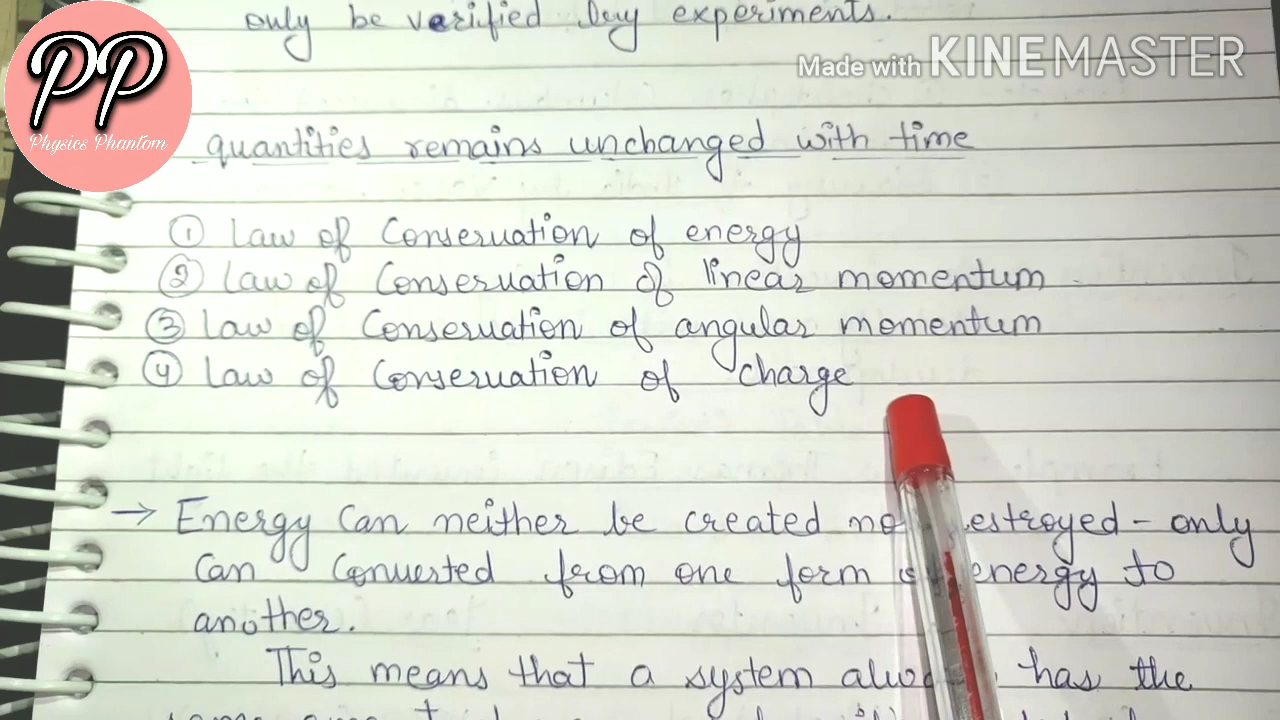 only be verified by experiments.
Made with KINEMASTER
PP
Physics Phantom
quantities remains unchanged with time
① Law of Conservation of energy
② Law of Conservation of linear momentum
③ Law of Conservation of angular momentum
④ Law of Conservation of charge
→ Energy Can neither be created no destroyed - only
Can Converted from one form of energy to
another.
This means that a system has the